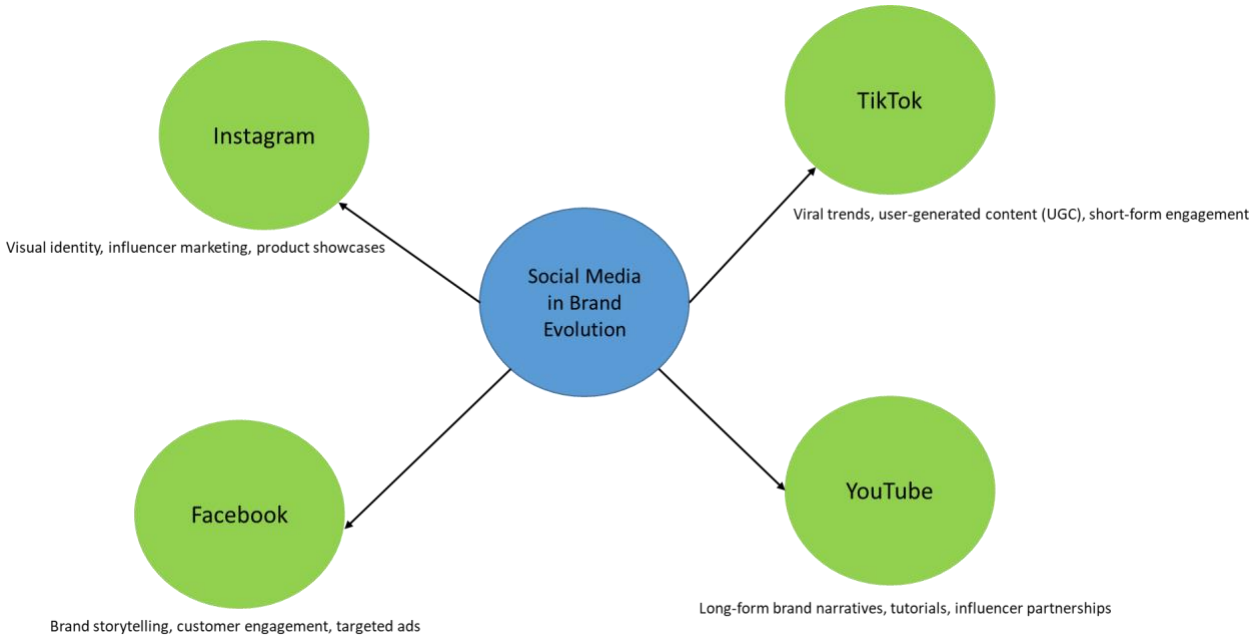 Instagram
Visual identity, influencer marketing, product showcases
TikTok
Viral trends, user-generated content (UGC), short-form engagement
Social Media
in Brand
Evolution
Facebook
Brand storytelling, customer engagement, targeted ads
YouTube
Long-form brand narratives, tutorials, influencer partnerships